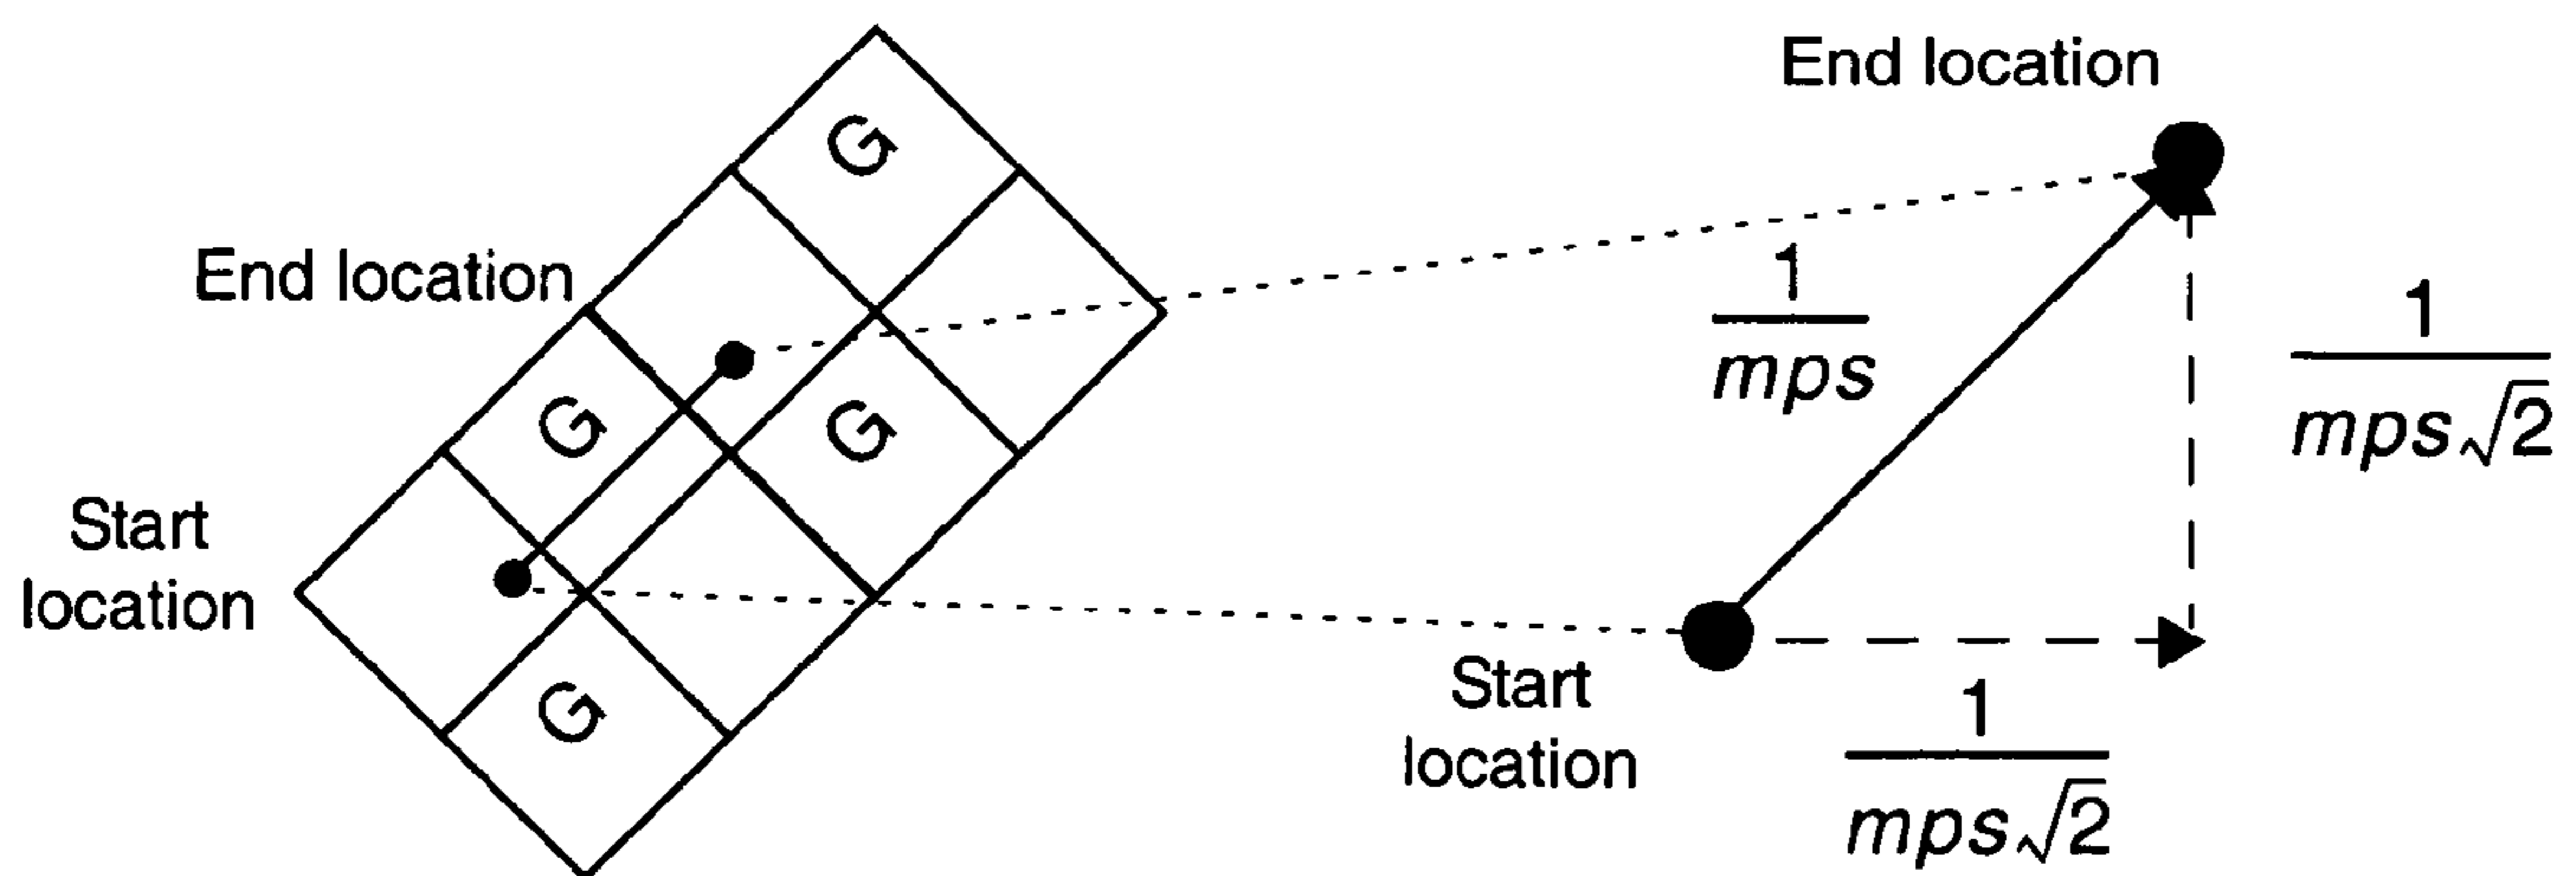 End location
G
End location
1
mps
1
mps√2
G
G
Start
location
Start
location
G
1
mps√2